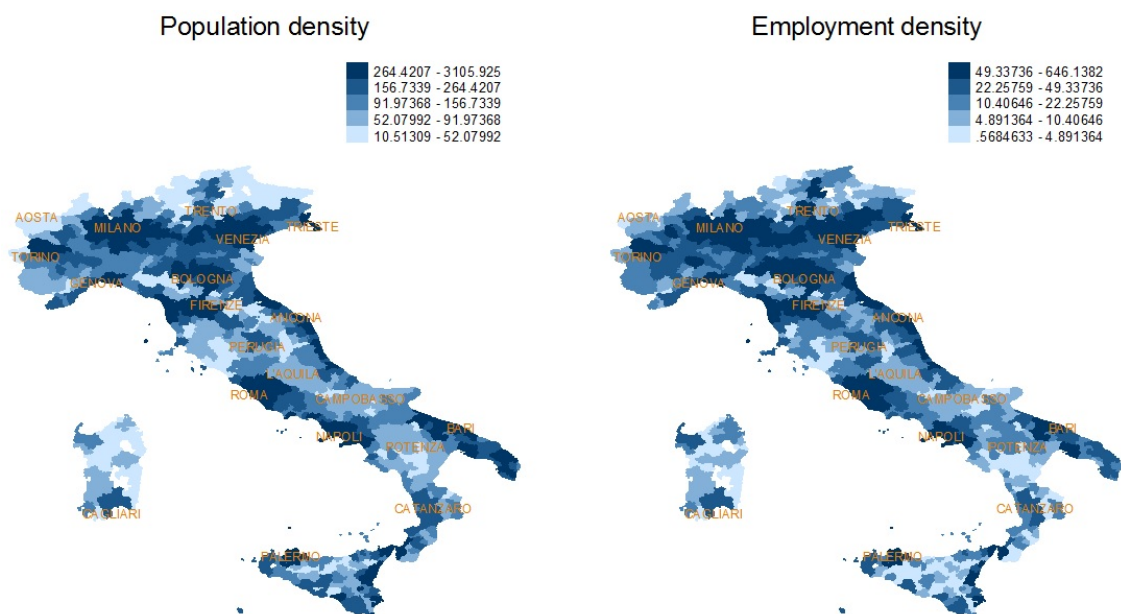 Population density
264.4207 - 3105.925
156.7339 - 264.4207
91.97368 - 156.7339
52.07992 - 91.97368
10.51309 - 52.07992
AOSTA
TRENTO
MILANO
TRIESTE
VENEZIA
TORINO
GENOVA
BOLOGNA
FIRENZE
ANCONA
PERUGIA
L'AQUILA
ROMA
CAMPOBASSO
BARI
NAPOLI
POTENZA
CAGLIARI
CATANZARO
PALERMO
Employment density
49.33736 - 646.1382
22.25759 - 49.33736
10.40646 - 22.25759
4.891364 - 10.40646
.5684633 - 4.891364
AOSTA
TRENTO
MILANO
TRIESTE
VENEZIA
TORINO
GENOVA
BOLOGNA
FIRENZE
ANCONA
PERUGIA
L'AQUILA
ROMA
CAMPOBASSO
BARI
NAPOLI
POTENZA
CAGLIARI
CATANZARO
PALERMO